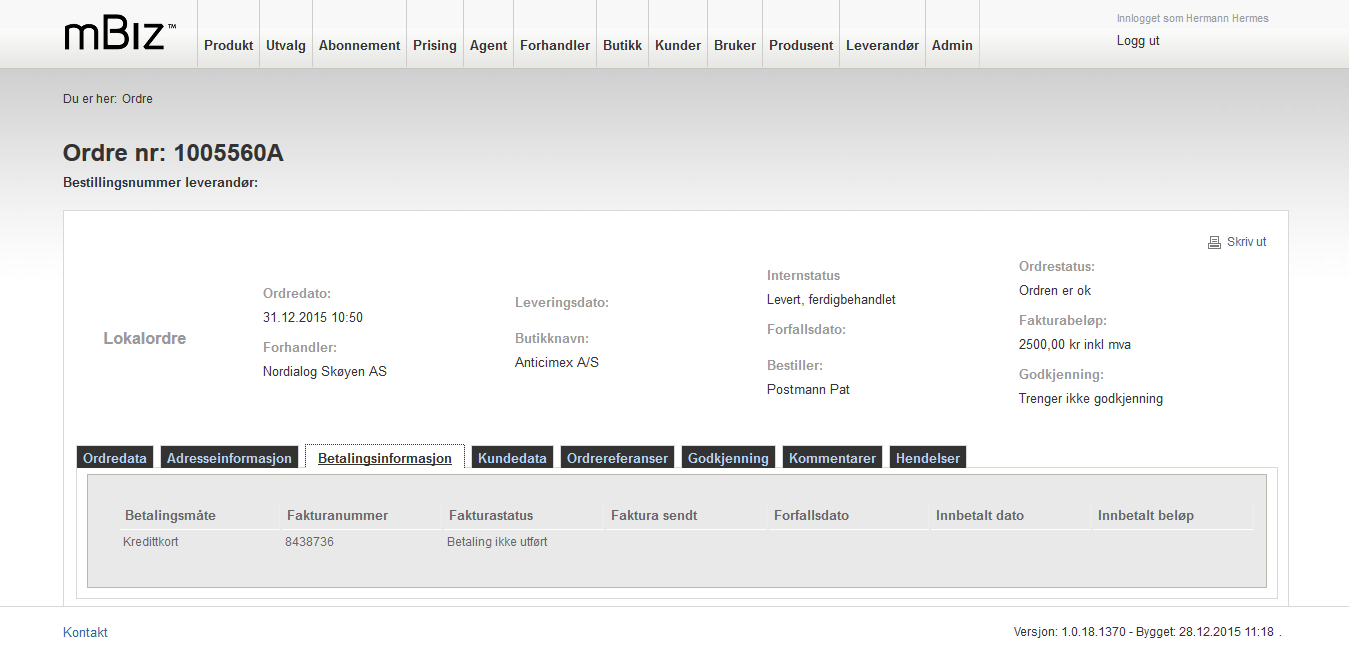 mBiz™
Produkt Utvalg Abonnement Prising Agent Forhandler Butikk Kunder Bruker Produsent Leverandør Admin
Innlogget som Hermann Hermes
Logg ut
Du er her: Ordre
Ordre nr: 1005560A
Bestillingsnummer leverandør:
Skriv ut
Lokalordre
Ordredato:
31.12.2015 10:50
Forhandler:
Nordialog Skøyen AS
Leveringsdato:
Butikknavn:
Anticimex A/S
Internstatus
Levert, ferdigbehandlet
Forfallsdato:
Bestiller:
Postmann Pat
Ordrestatus:
Ordren er ok
Fakturabeløp:
2500,00 kr inkl mva
Godkjenning:
Trenger ikke godkjenning
Ordredata Adresseinformasjon Betalingsinformasjon Kundedata Ordrereferanser Godkjenning Kommentarer Hendelser
Betalingsmåte Fakturanummer Fakturastatus Faktura sendt Forfallsdato Innbetalt dato Innbetalt beløp
Kredittkort 8438736 Betaling ikke utført
Kontakt
Versjon: 1.0.18.1370 - Bygget: 28.12.2015 11:18 .